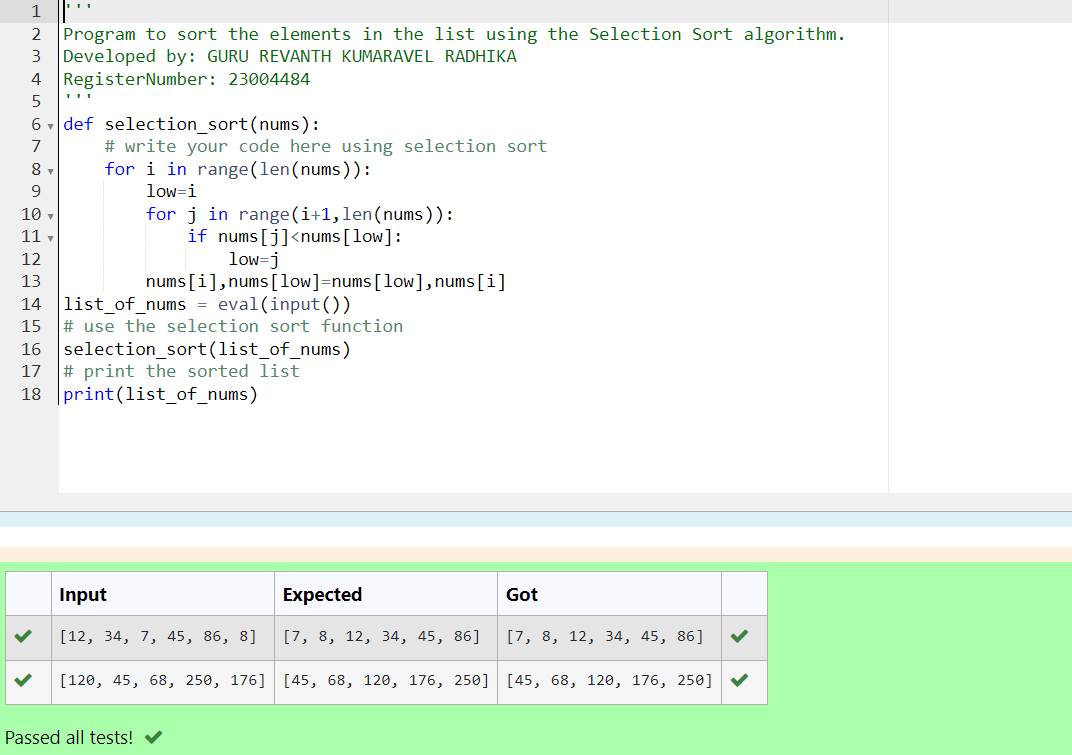 1 '''
2 Program to sort the elements in the list using the Selection Sort algorithm.
3 Developed by: GURU REVANTH KUMARAVEL RADHIKA
4 RegisterNumber: 23004484
5 '''
6 def selection_sort(nums):
7     # write your code here using selection sort
8     for i in range(len(nums)):
9         low=i
10         for j in range(i+1,len(nums)):
11             if nums[j]<nums[low]:
12                 low=j
13         nums[i],nums[low]=nums[low],nums[i]
14 list_of_nums = eval(input())
15 # use the selection sort function
16 selection_sort(list_of_nums)
17 # print the sorted list
18 print(list_of_nums)
Input Expected Got
[12, 34, 7, 45, 86, 8] [7, 8, 12, 34, 45, 86] [7, 8, 12, 34, 45, 86]
[120, 45, 68, 250, 176] [45, 68, 120, 176, 250] [45, 68, 120, 176, 250]
Passed all tests!